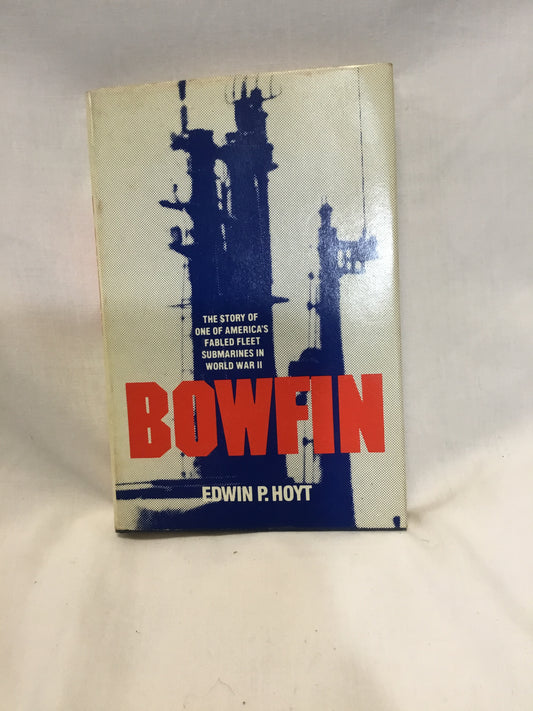 THE STORY OF
ONE OF AMERICA'S
FABLED FLEET
SUBMARINES IN
WORLD WAR II
BOWFIN
EDWIN P. HOYT